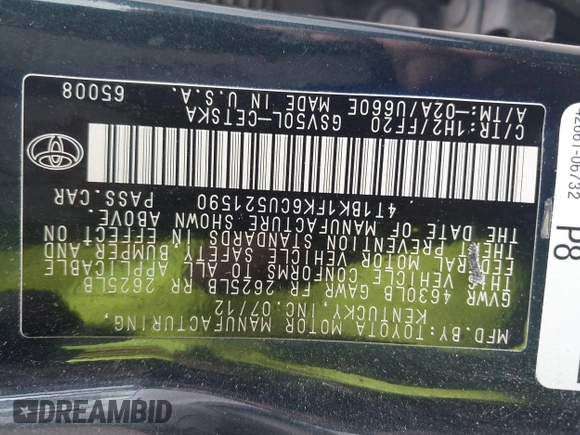 MFD. BY:TOYOTA MOTOR MANUFACTURING,
KENTUCKY, INC. 07/12
GVWR 4630LB GAWR FR 2625LB RR 2625LB
THIS VEHICLE CONFORMS TO ALL APPLICABLE
FEDERAL MOTOR VEHICLE SAFETY, BUMPER, AND
THEFT PREVENTION STANDARDS IN EFFECT ON
THE DATE OF MANUFACTURE SHOWN ABOVE.
4T1BK1FK6CU521590 PASS.CAR
C/TR:1H2/FF20 GSV50L-CETSKA
A/TM:-02A/U660E MADE IN U.S.A. 65008
42661-06732
P8
DREAMBID